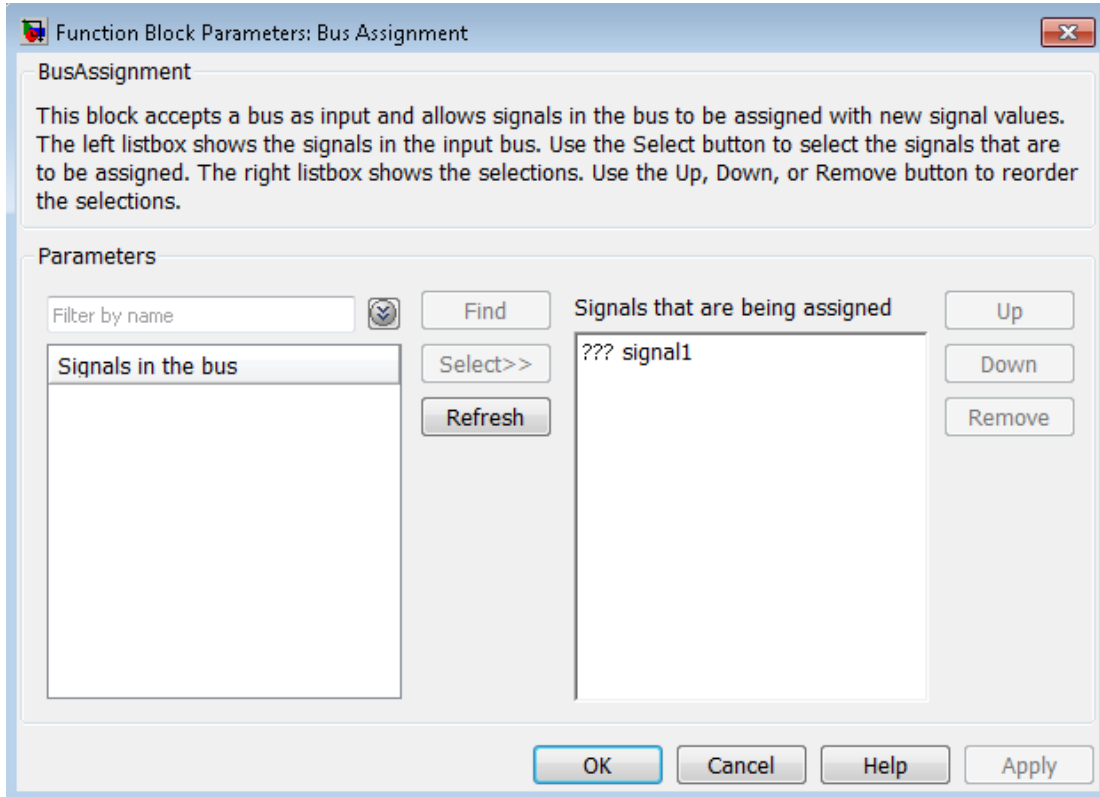 Function Block Parameters: Bus Assignment
BusAssignment
This block accepts a bus as input and allows signals in the bus to be assigned with new signal values.
The left listbox shows the signals in the input bus. Use the Select button to select the signals that are
to be assigned. The right listbox shows the selections. Use the Up, Down, or Remove button to reorder
the selections.
Parameters
Filter by name
Find
Signals that are being assigned
Up
Signals in the bus
Select>>
??? signal1
Down
Refresh
Remove
OK
Cancel
Help
Apply